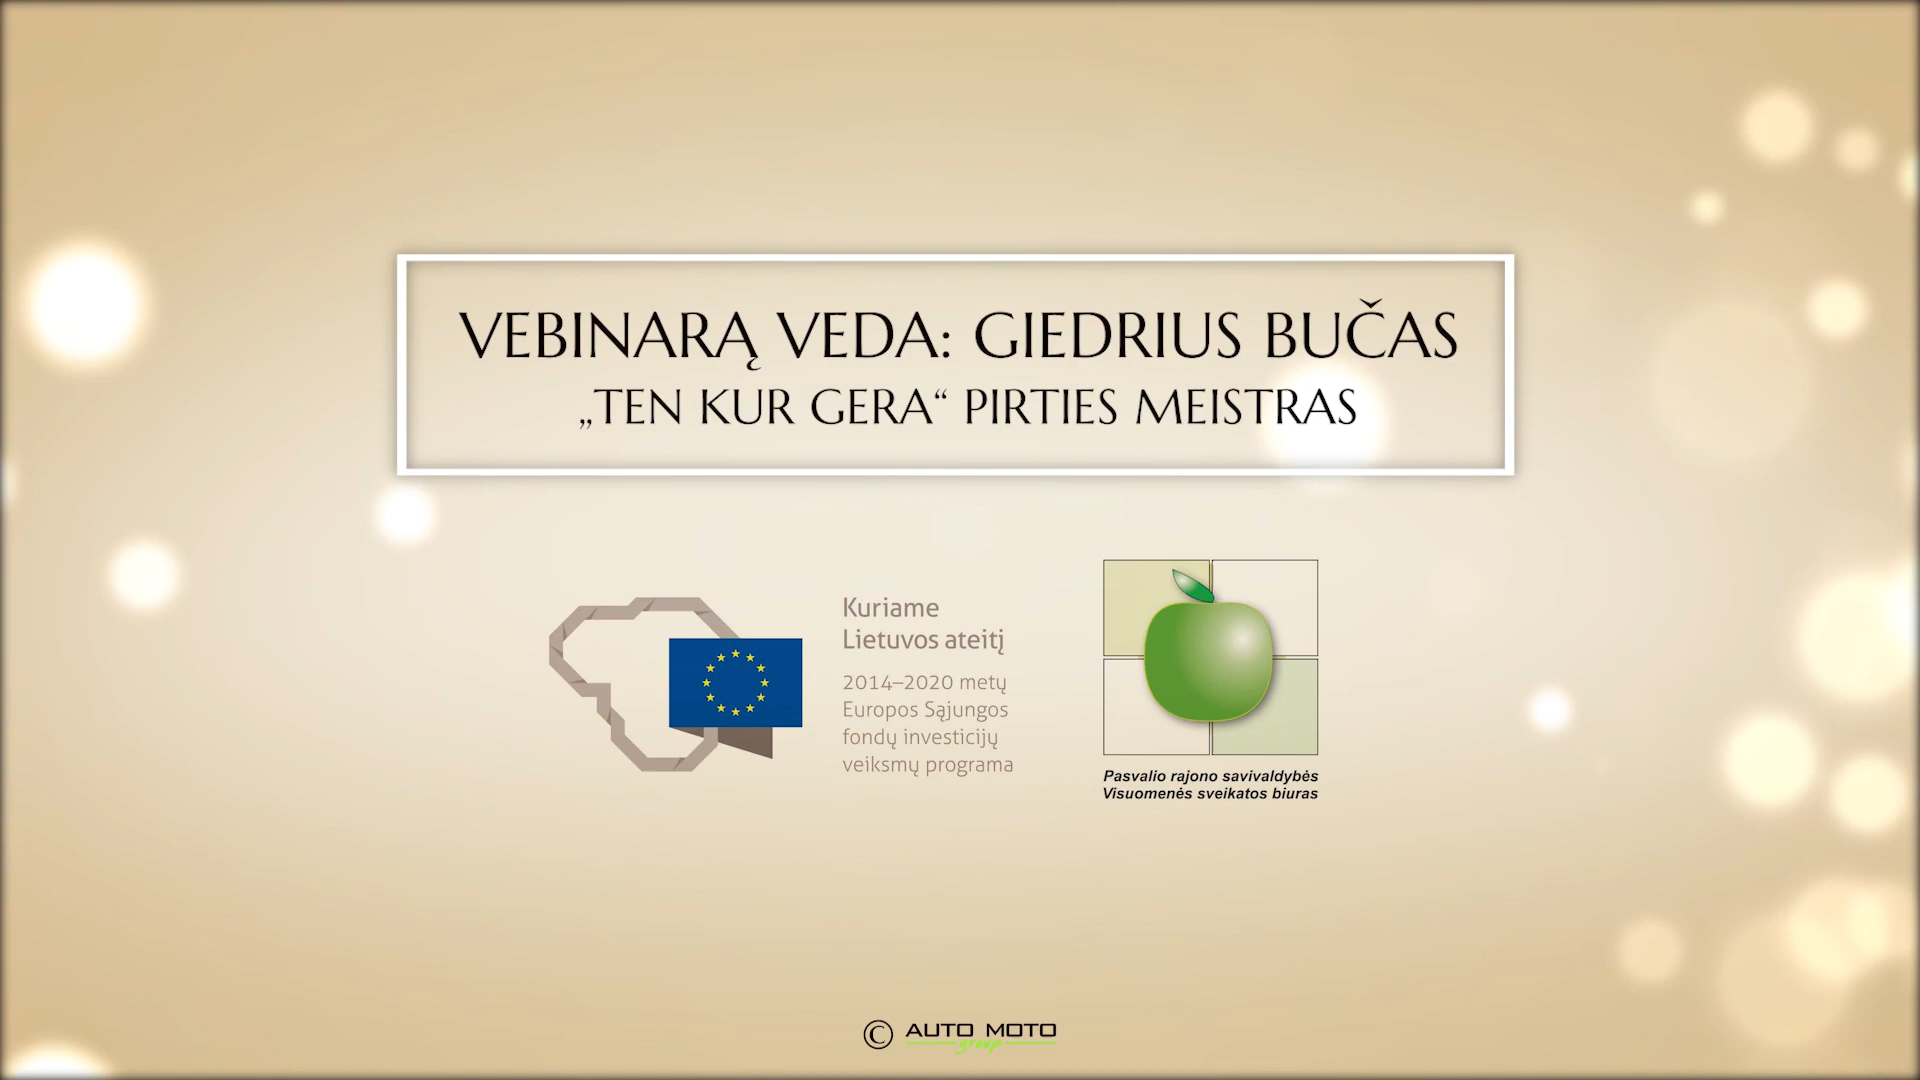 VEBINARĄ VEDA: GIEDRIUS BUČAS
„TEN KUR GERA“ PIRTIES MEISTRAS
Kuriame
Lietuvos ateitį
2014–2020 metų
Europos Sąjungos
fondų investicijų
veiksmų programa
Pasvalio rajono savivaldybės
Visuomenės sveikatos biuras
© AUTO MOTO
group